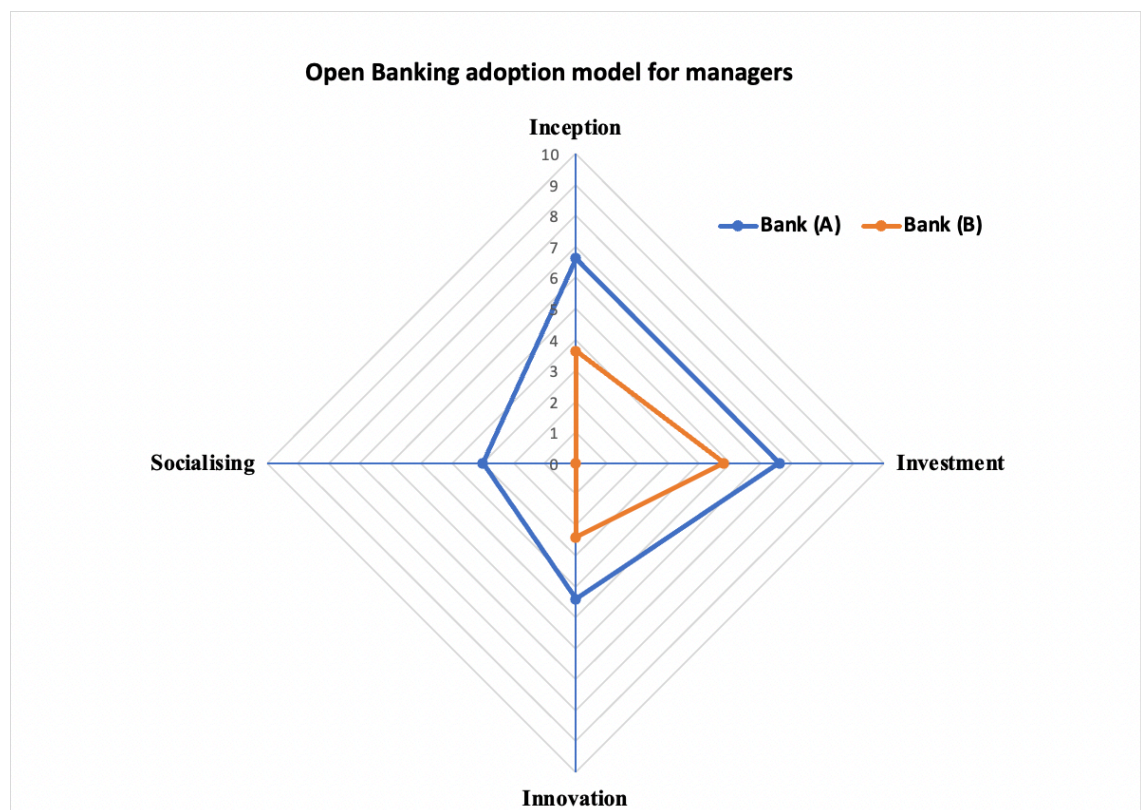 Open Banking adoption model for managers
Inception
10
9
8
Bank (A) Bank (B)
7
6
5
4
3
2
1
Socialising 0 Investment
Innovation